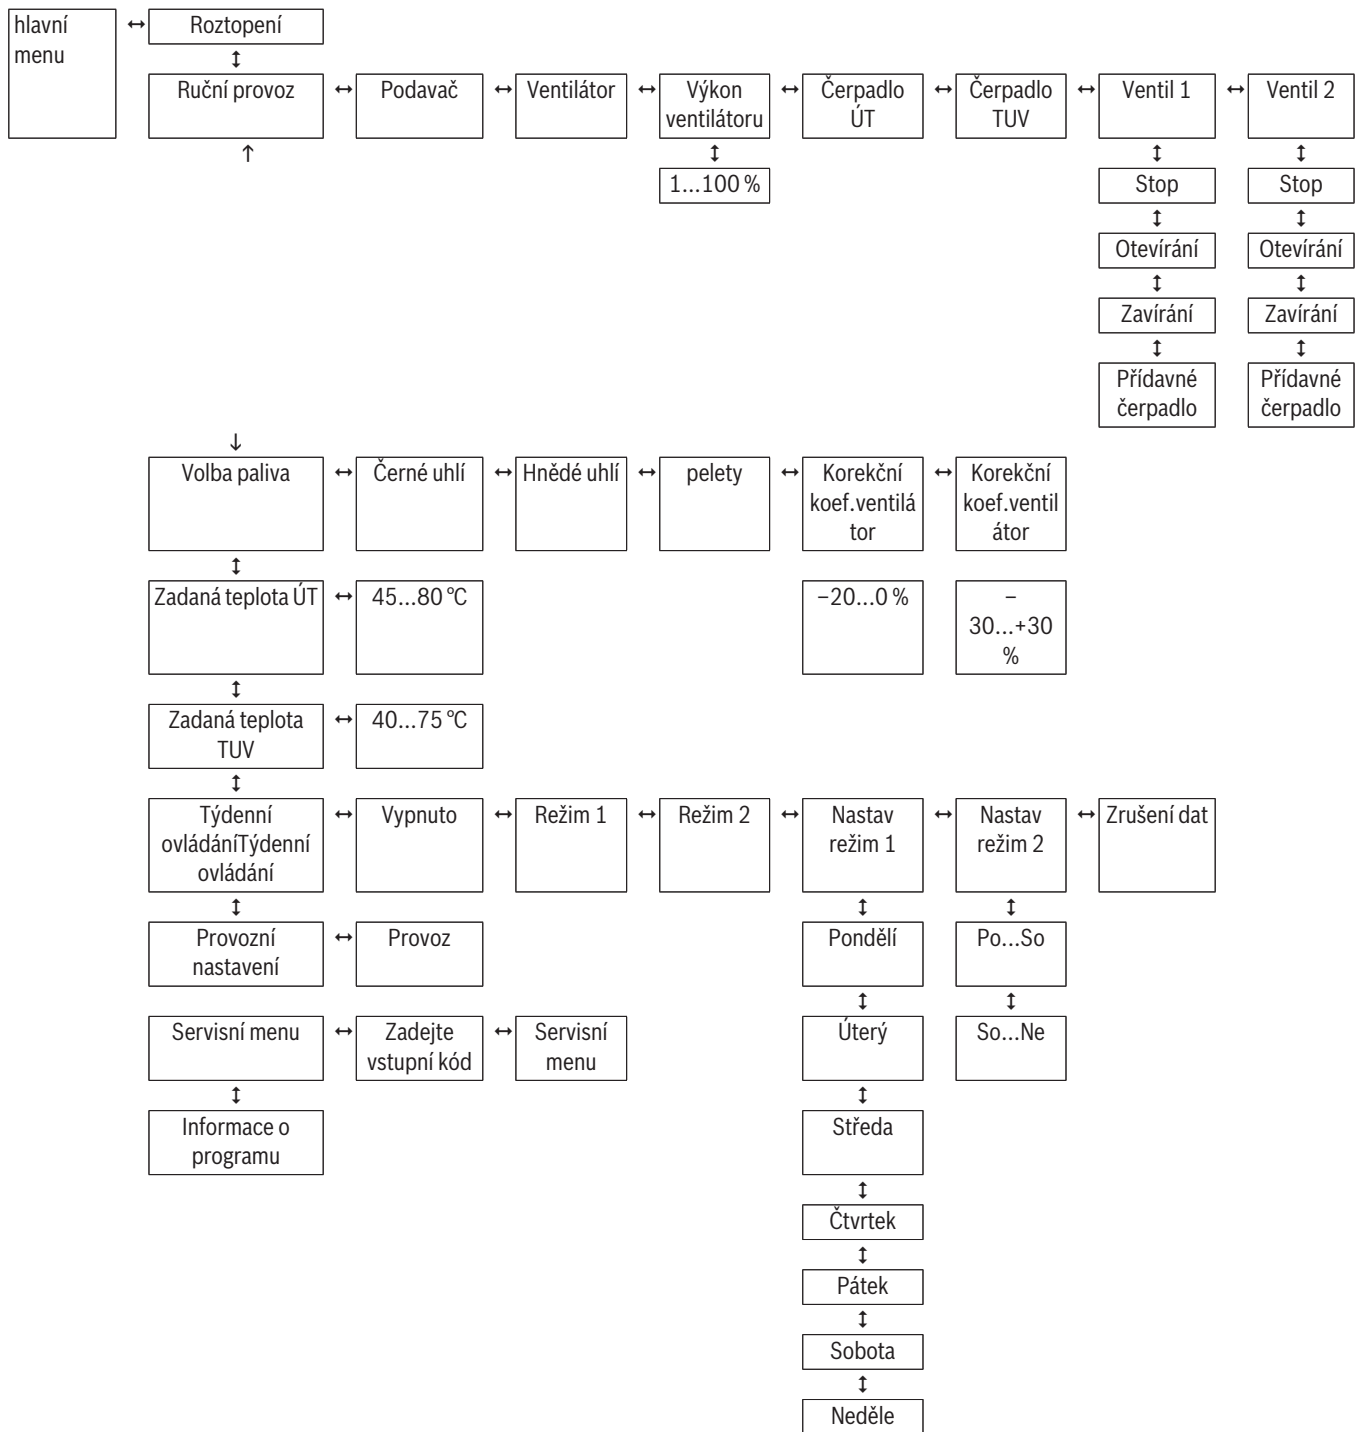 hlavní
menu
↔
Roztopení
↕
Ruční provoz
↔
Podavač
↔
Ventilátor
↔
Výkon
ventilátoru
↔
Čerpadlo
ÚT
↔
Čerpadlo
TUV
↔
Ventil 1
↔
Ventil 2
↑
↕
↕
↕
1...100 %
Stop
Stop
↕
↕
Otevírání
Otevírání
↕
↕
Zavírání
Zavírání
↕
↕
Přídavné
čerpadlo
Přídavné
čerpadlo
↓
Volba paliva
↔
Černé uhlí
↔
Hnědé uhlí
↔
pelety
↔
Korekční
koef.ventilá
tor
↔
Korekční
koef.ventil
átor
↕
Zadaná teplota ÚT
↔
45...80 °C
–20...0 %
–
30...+30
%
↕
Zadaná teplota
TUV
↔
40...75 °C
↕
Týdenní
ovládáníTýdenní
ovládání
↔
Vypnuto
↔
Režim 1
↔
Režim 2
↔
Nastav
režim 1
↔
Nastav
režim 2
↔
Zrušení dat
↕
↕
↕
Provozní
nastavení
↔
Provoz
Pondělí
Po...So
↕
↕
Servisní menu
↔
Zadejte
vstupní kód
↔
Servisní
menu
Úterý
So...Ne
↕
↕
Informace o
programu
Středa
↕
Čtvrtek
↕
Pátek
↕
Sobota
↕
Neděle